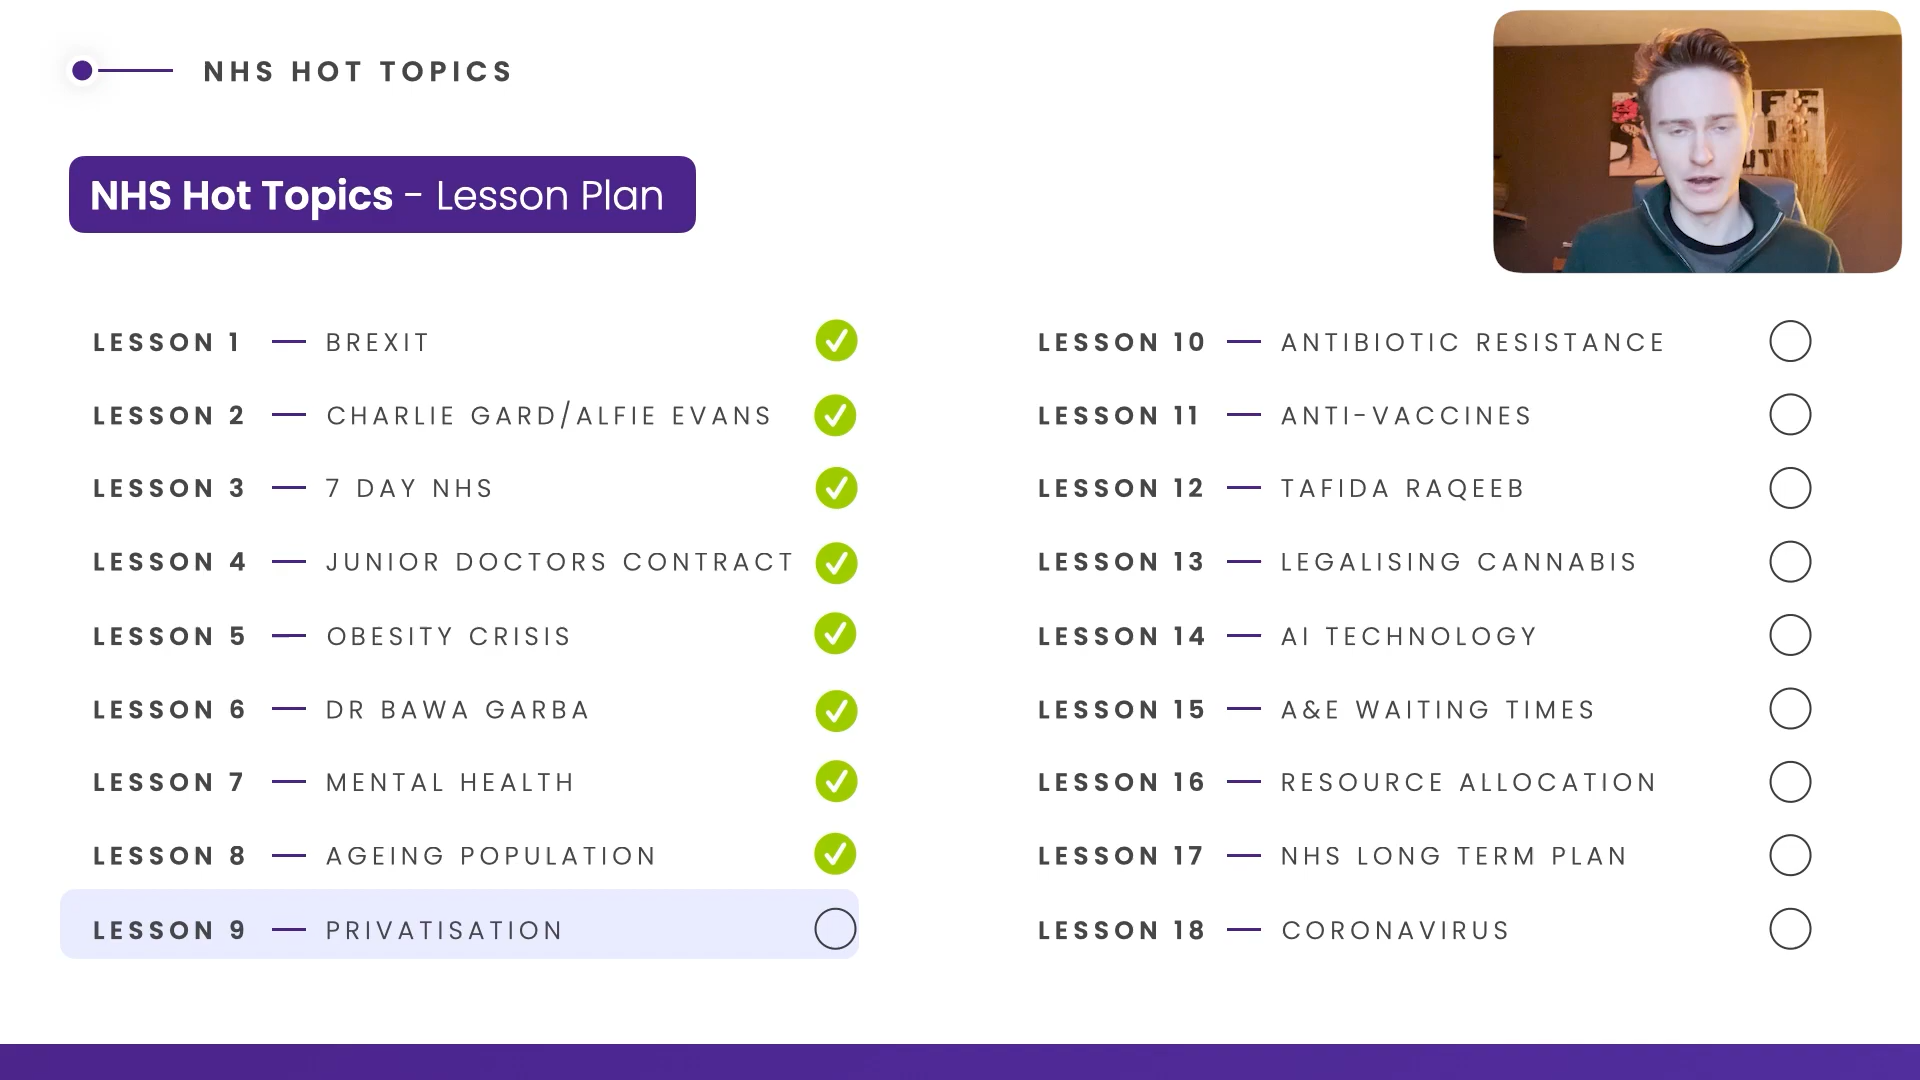 NHS HOT TOPICS
NHS Hot Topics - Lesson Plan
LESSON 1 — BREXIT
LESSON 2 — CHARLIE GARD/ALFIE EVANS
LESSON 3 — 7 DAY NHS
LESSON 4 — JUNIOR DOCTORS CONTRACT
LESSON 5 — OBESITY CRISIS
LESSON 6 — DR BAWA GARBA
LESSON 7 — MENTAL HEALTH
LESSON 8 — AGEING POPULATION
LESSON 9 — PRIVATISATION
LESSON 10 — ANTIBIOTIC RESISTANCE
LESSON 11 — ANTI-VACCINES
LESSON 12 — TAFIDA RAQEEB
LESSON 13 — LEGALISING CANNABIS
LESSON 14 — AI TECHNOLOGY
LESSON 15 — A&E WAITING TIMES
LESSON 16 — RESOURCE ALLOCATION
LESSON 17 — NHS LONG TERM PLAN
LESSON 18 — CORONAVIRUS